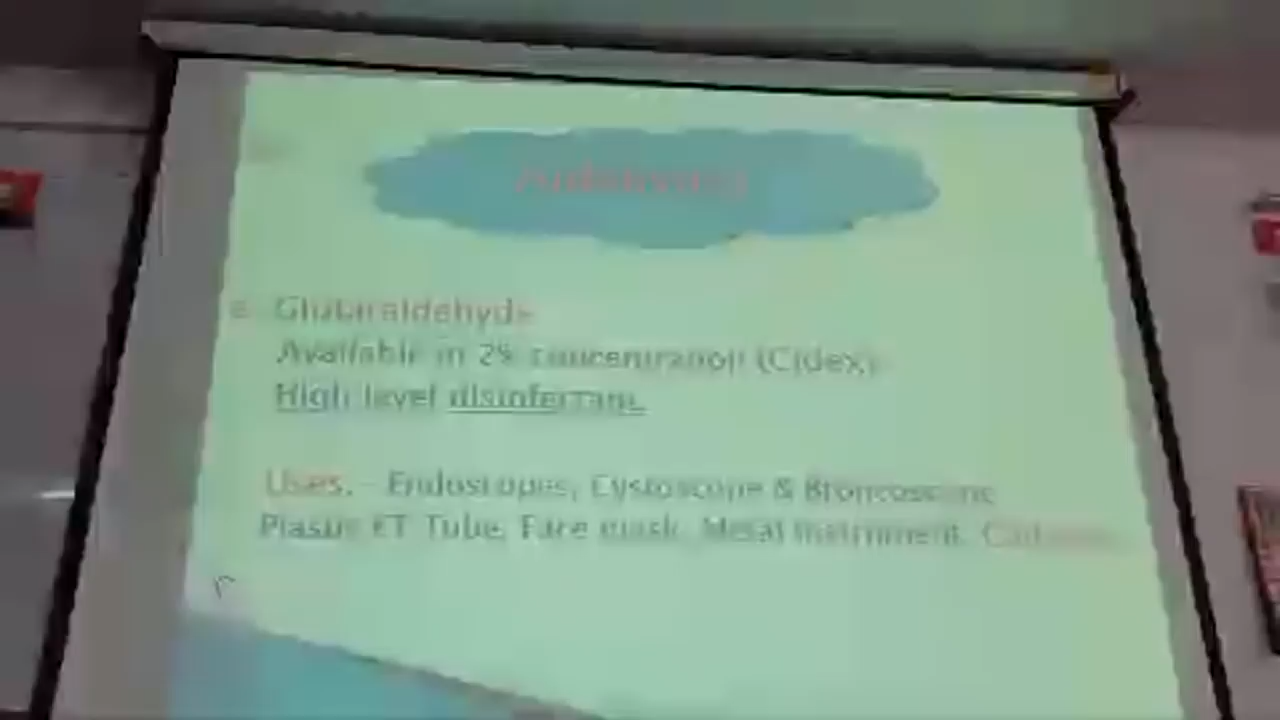 Glutaraldehyde
Available in 2% concentration (Cidex).
High level disinfectant.
Uses. - Endoscopes, Cystoscope & Broncoscope
Plastic ET Tube, Face mask, Metal instrument,